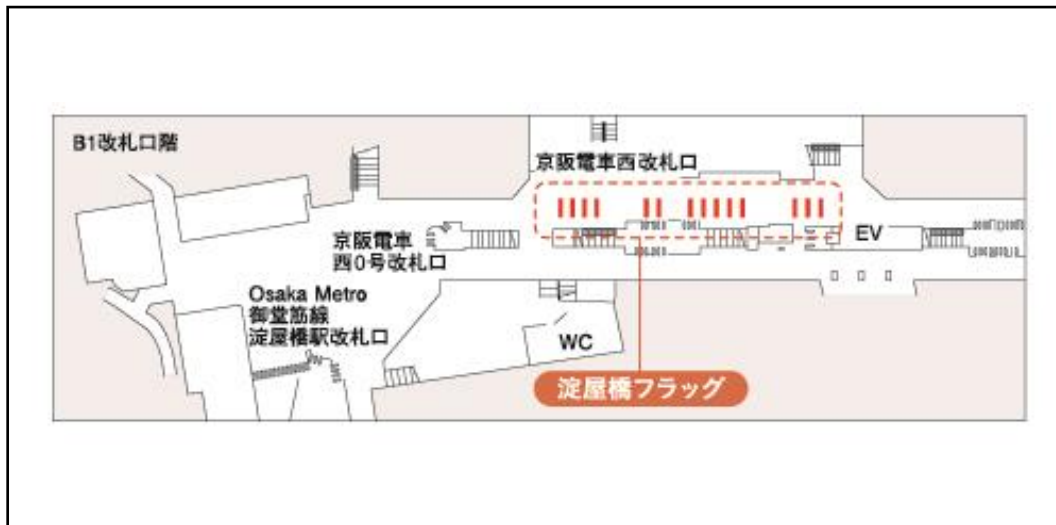 B1改札口階
京阪電車西改札口
京阪電車
西0号改札口
EV
Osaka Metro
御堂筋線
淀屋橋駅改札口
WC
淀屋橋フラッグ